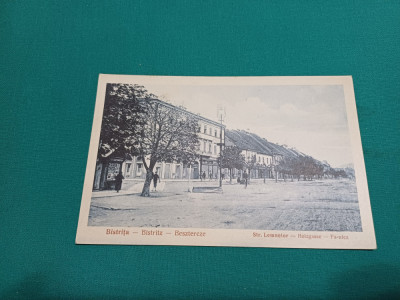 Bistrița — Bistritz — Besztercze
Str. Lemnelor — Holzgasse — Fa-utca